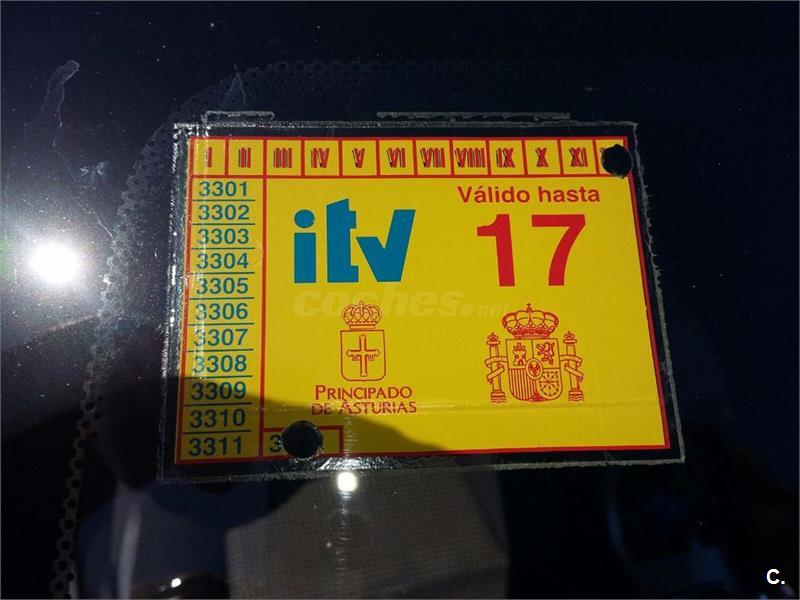 I II III IV V VI VII VIII IX X XI
3301
3302
3303
3304
3305
3306
3307
3308
3309
3310
3311
itv
Válido hasta
17
coches.net
PRINCIPADO
DE ASTURIAS
C.